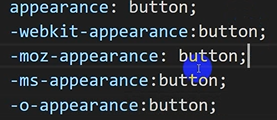 appearance: button;
-webkit-appearance:button;
-moz-appearance: button;
-ms-appearance:button;
-o-appearance:button;